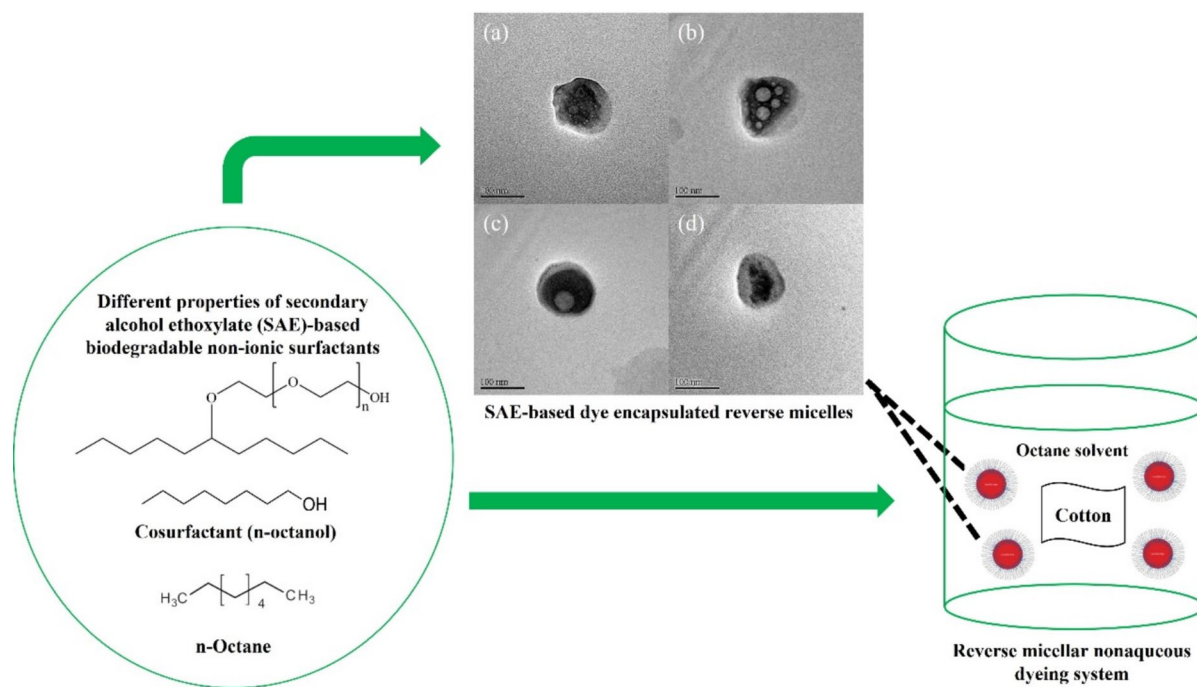 (a)
(b)
100 nm
100 nm
(c)
(d)
100 nm
100 nm
SAE-based dye encapsulated reverse micelles
Different properties of secondary
alcohol ethoxylate (SAE)-based
biodegradable non-ionic surfactants
O
O
n
OH
OH
Cosurfactant (n-octanol)
H₃C
4
CH₃
n-Octane
Octane solvent
Cotton
Reverse micellar nonaqueous
dyeing system